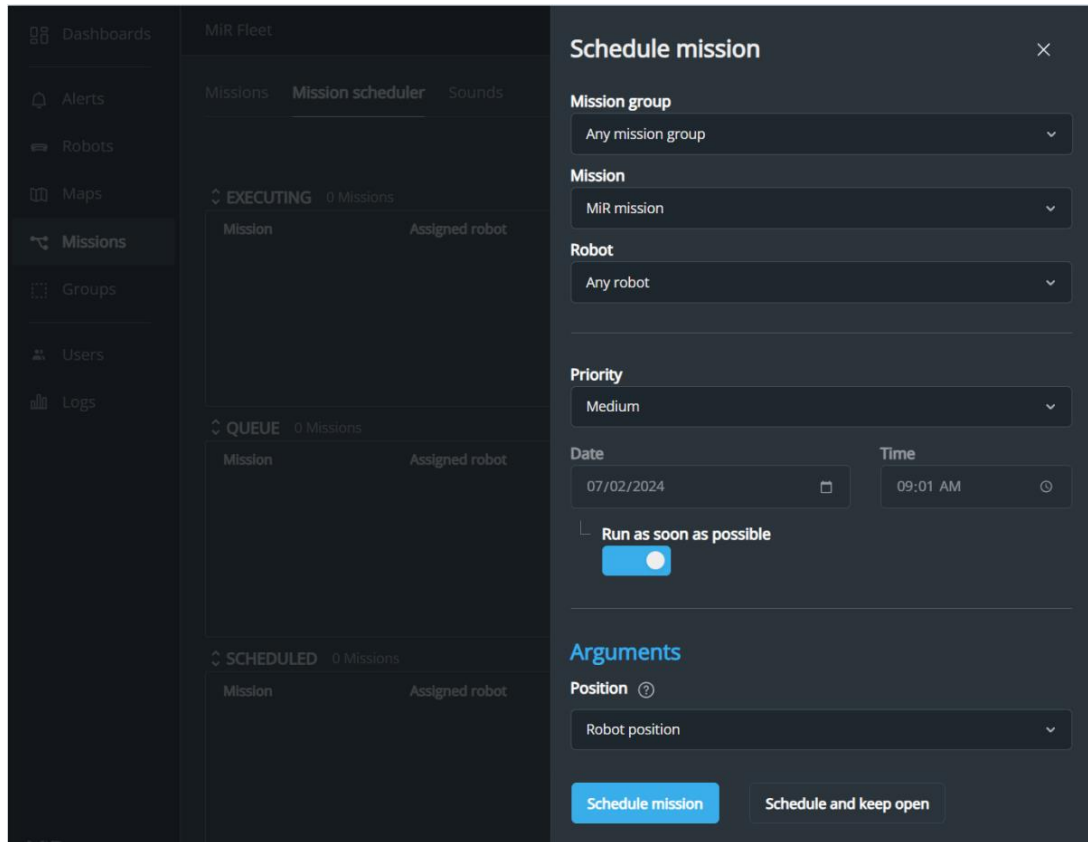 Dashboards
Alerts
Robots
Maps
Missions
Groups
Users
Logs
MiR Fleet
Missions Mission scheduler Sounds
EXECUTING 0 Missions
Mission Assigned robot
QUEUE 0 Missions
Mission Assigned robot
SCHEDULED 0 Missions
Mission Assigned robot
Schedule mission
Mission group
Any mission group
Mission
MiR mission
Robot
Any robot
Priority
Medium
Date Time
07/02/2024 09:01 AM
Run as soon as possible
Arguments
Position ?
Robot position
Schedule mission Schedule and keep open